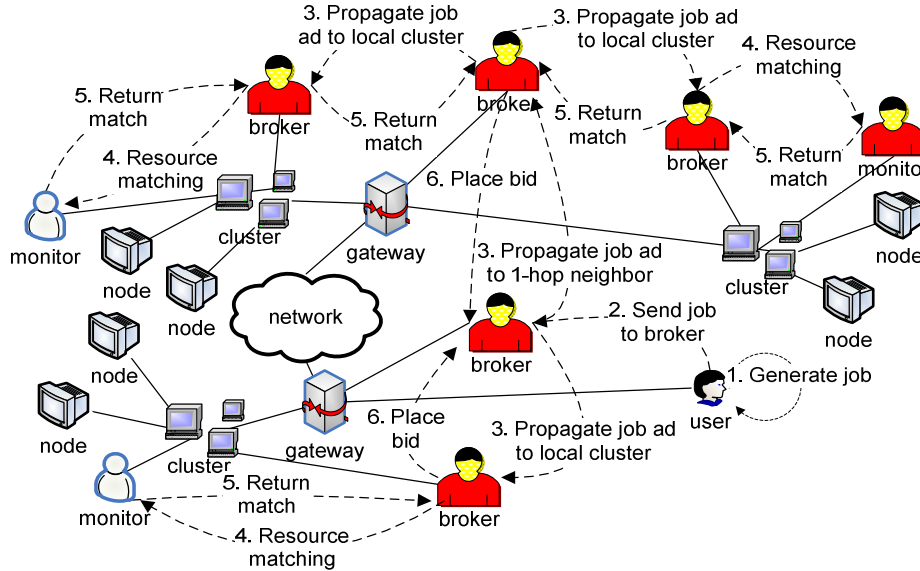 3. Propagate job
ad to local cluster
3. Propagate job ad
to local cluster
4. Resource
matching
5. Return
match
broker
5. Return
match
broker
5. Return
match
broker
5. Return
match
monitor
4. Resource
matching
6. Place bid
monitor
cluster
gateway
node
node
3. Propagate job ad
to 1-hop neighbor
cluster
node
node
network
2. Send job
to broker
node
broker
1. Generate job
node
cluster
gateway
6. Place
bid
3. Propagate job ad
to local cluster
user
5. Return
match
monitor
broker
4. Resource
matching